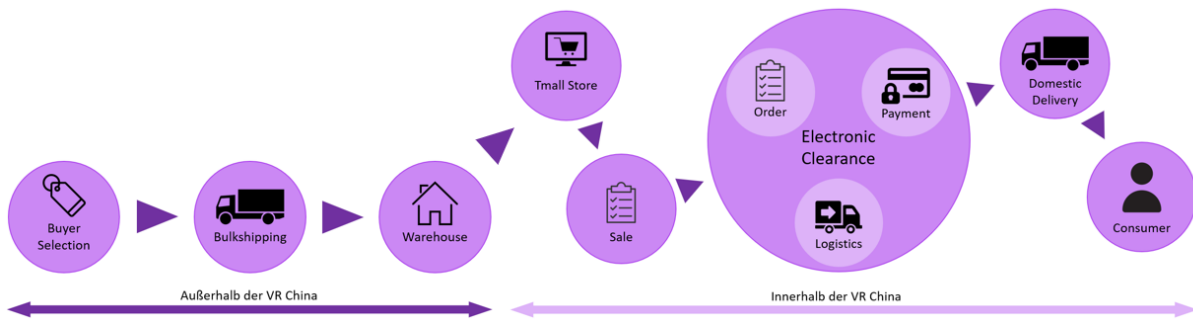 Buyer
Selection
Bulkshipping
Warehouse
Tmall Store
Sale
Order
Payment
Electronic
Clearance
Logistics
Domestic
Delivery
Consumer
Außerhalb der VR China
Innerhalb der VR China